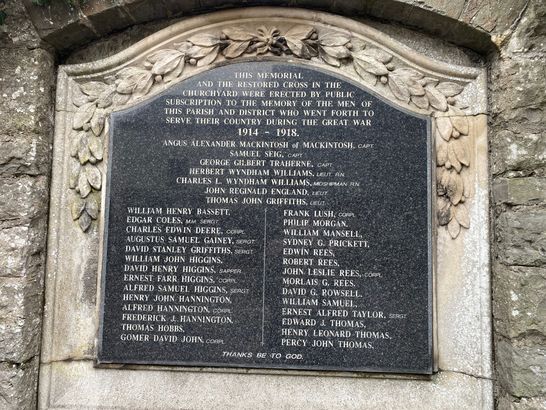 THIS MEMORIAL
AND THE RESTORED CROSS IN THE
CHURCHYARD WERE ERECTED BY PUBLIC
SUBSCRIPTION TO THE MEMORY OF THE MEN OF
THIS PARISH AND DISTRICT WHO WENT FORTH TO
SERVE THEIR COUNTRY DURING THE GREAT WAR
1914 - 1918.
ANGUS ALEXANDER MACKINTOSH of MACKINTOSH, CAPT.
SAMUEL SEIG, CAPT.
GEORGE GILBERT TRAHERNE, CAPT.
HERBERT WYNDHAM WILLIAMS, LIEUT. R.N.
CHARLES L. WYNDHAM WILLIAMS, MIDSHIPMAN R.N.
JOHN REGINALD ENGLAND, LIEUT.
THOMAS JOHN GRIFFITHS, LIEUT.
WILLIAM HENRY BASSETT,
EDGAR COLES, M.M. SERGT.
CHARLES EDWIN DEERE, CORPL.
AUGUSTUS SAMUEL GAINEY, SERGT.
DAVID STANLEY GRIFFITHS, SERGT.
WILLIAM JOHN HIGGINS,
DAVID HENRY HIGGINS, SAPPER.
ERNEST FARR HIGGINS, CORPL.
ALFRED SAMUEL HIGGINS, SERGT.
HENRY JOHN HANNINGTON,
ALFRED HANNINGTON, CORPL.
FREDERICK J. HANNINGTON,
THOMAS HOBBS,
GOMER DAVID JOHN, CORPL.
FRANK LUSH, CORPL.
PHILIP MORGAN,
WILLIAM MANSELL,
SYDNEY G. PRICKETT,
EDWIN REES,
ROBERT REES,
JOHN LESLIE REES, CORPL.
MORLAIS G. REES,
DAVID G. ROWSELL,
WILLIAM SAMUEL,
ERNEST ALFRED TAYLOR, SERGT.
EDWARD J. THOMAS,
HENRY LEONARD THOMAS,
PERCY JOHN THOMAS,
THANKS BE TO GOD.